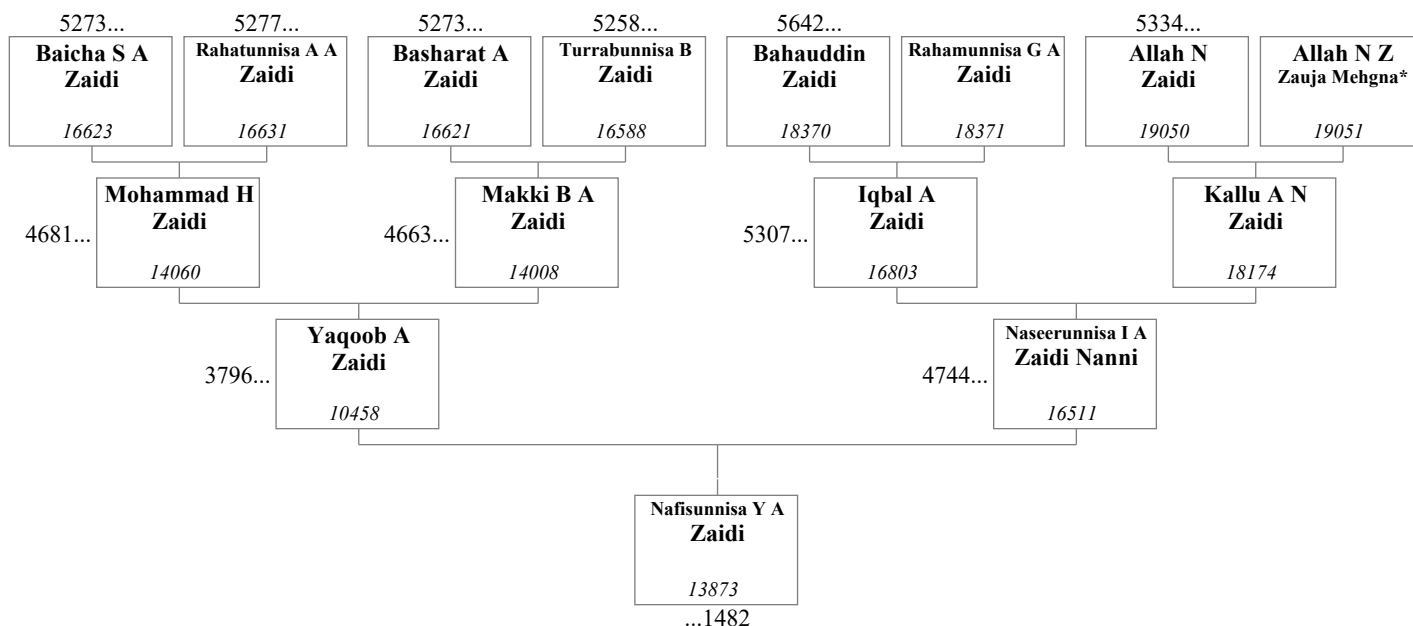 5273...
5277...
5273...
5258...
5642...
5334...
Baicha S A
Zaidi
16623
Rahatunnisa A A
Zaidi
16631
Basharat A
Zaidi
16621
Turrabunnisa B
Zaidi
16588
Bahauddin
Zaidi
18370
Rahamunnisa G A
Zaidi
18371
Allah N
Zaidi
19050
Allah N Z
Zauja Mehgna*
19051
4681...
Mohammad H
Zaidi
14060
4663...
Makki B A
Zaidi
14008
5307...
Iqbal A
Zaidi
16803
Kallu A N
Zaidi
18174
3796...
Yaqoob A
Zaidi
10458
4744...
Naseerunnisa I A
Zaidi Nanni
16511
Nafisunnisa Y A
Zaidi
13873
...1482